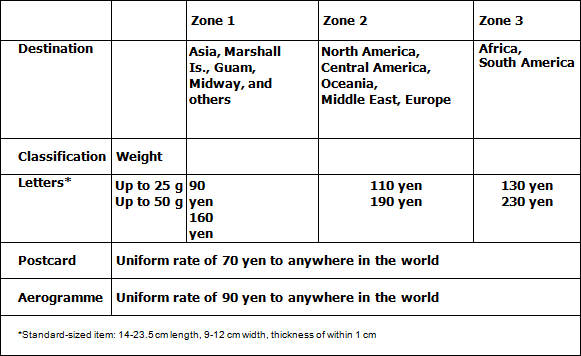 Zone 1 Zone 2 Zone 3
Destination
Asia, Marshall
Is., Guam,
Midway, and
others
North America,
Central America,
Oceania,
Middle East, Europe
Africa,
South America
Classification Weight
Letters*
Up to 25 g
Up to 50 g
90
yen
160
yen
110 yen
190 yen
130 yen
230 yen
Postcard Uniform rate of 70 yen to anywhere in the world
Aerogramme Uniform rate of 90 yen to anywhere in the world
*Standard-sized item: 14-23.5 cm length, 9-12 cm width, thickness of within 1 cm